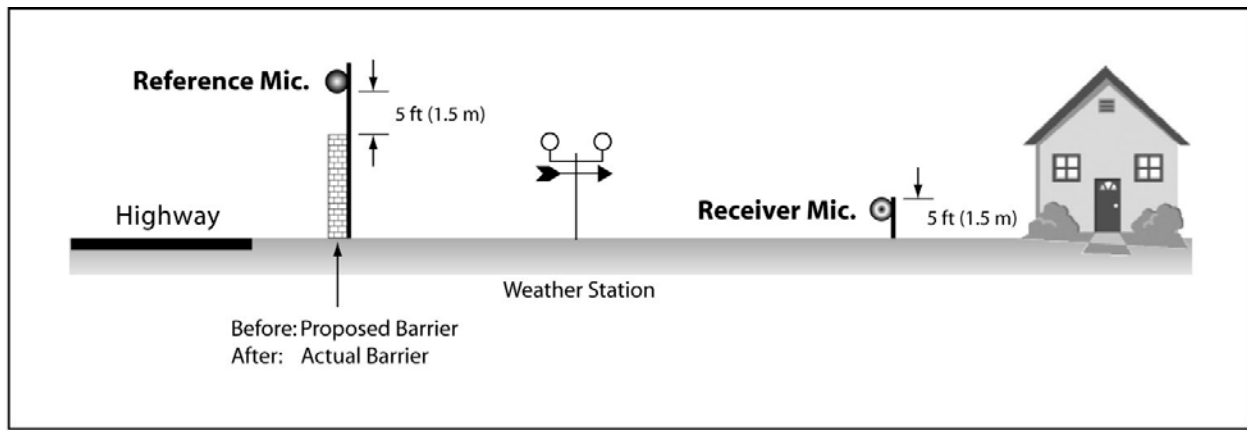 Reference Mic.
5 ft (1.5 m)
Highway
Receiver Mic.
5 ft (1.5 m)
Weather Station
Before: Proposed Barrier
After: Actual Barrier